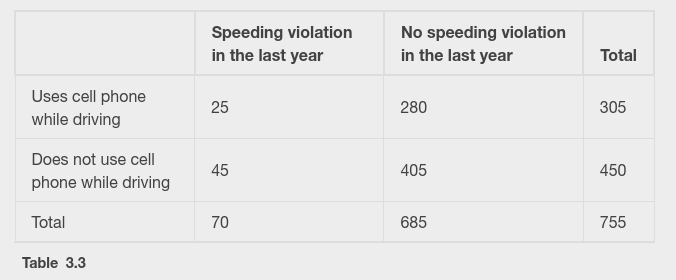 Speeding violation
in the last year
No speeding violation
in the last year
Total
Uses cell phone
while driving
25
280
305
Does not use cell
phone while driving
45
405
450
Total
70
685
755
Table 3.3